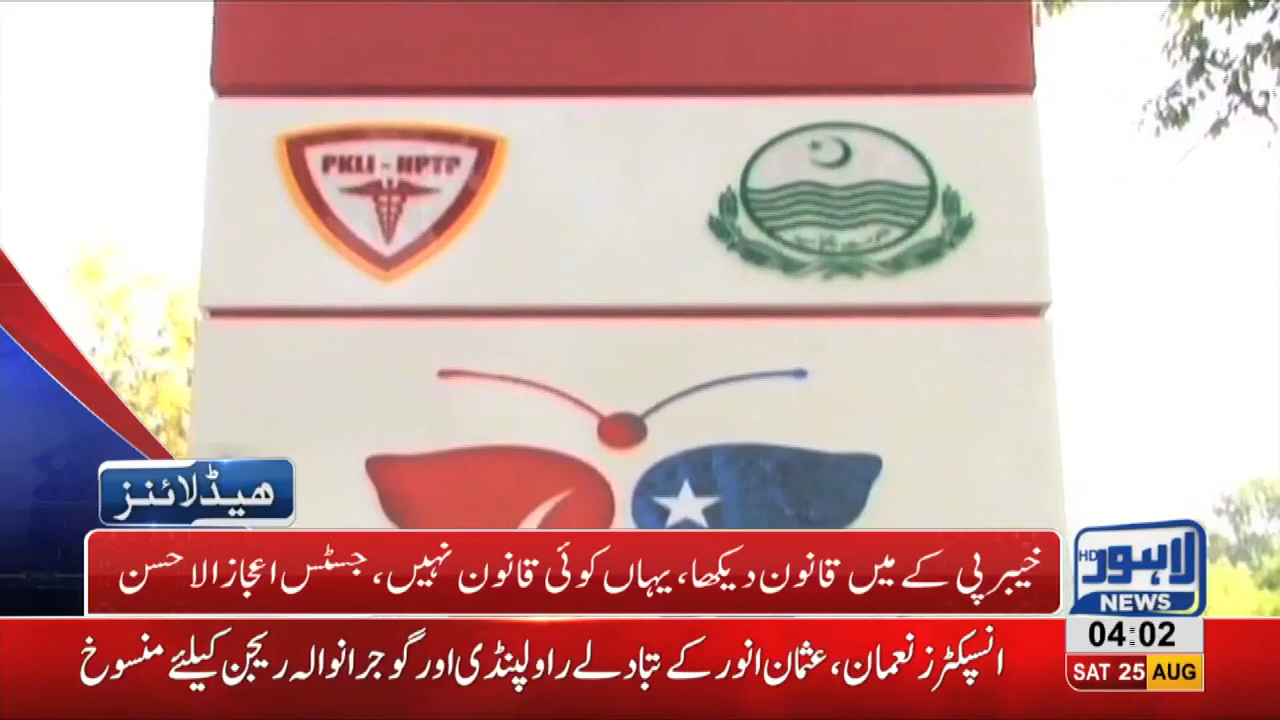 PKLI - HPTP
ھیڈلائنز
خیبر پی کے میں قانون دیکھا، یہاں کوئی قانون نہیں، جسٹس اعجاز الاحسن
HD
لاہور
NEWS
04:02
انسپکٹرز نعمان، عثمان انور کے تبادلے راولپنڈی اور گوجرانوالہ ریجن کیلئے منسوخ
SAT 25 AUG